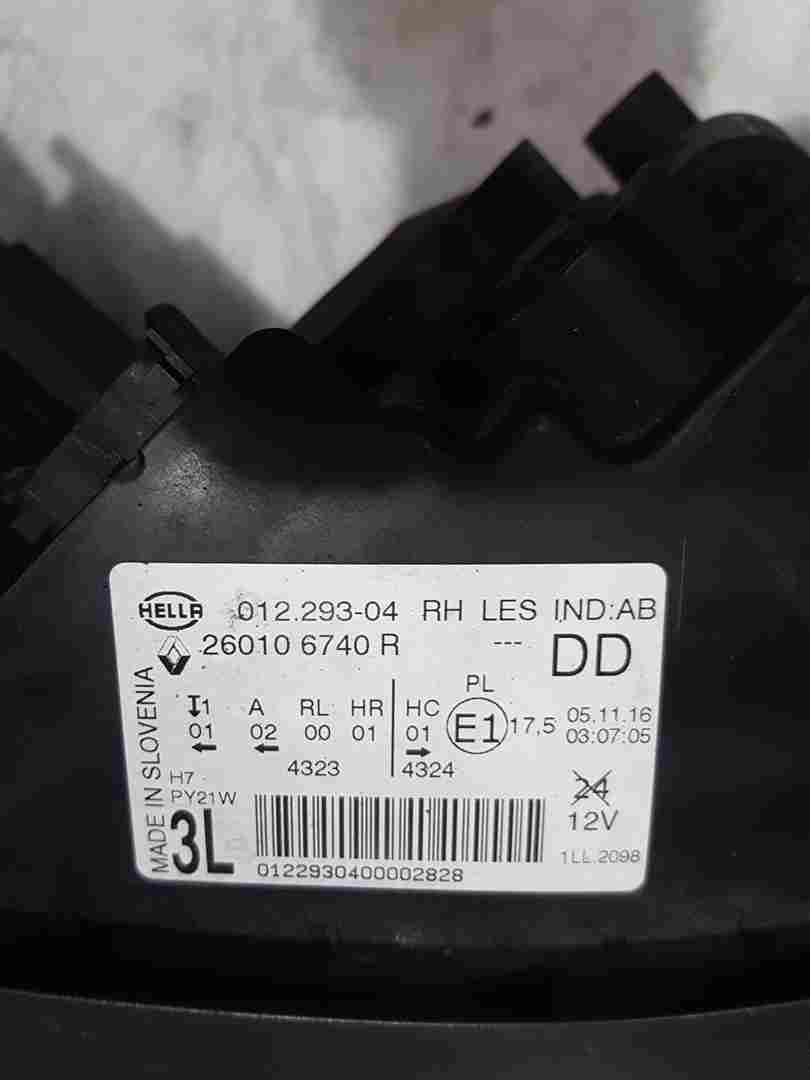 HELLA 012.293-04 RH LES IND:AB
26010 6740 R --- DD
MADE IN SLOVENIA
1 A RL HR HC PL
01 02 00 01 01 E1 17,5 05.11.16
03:07:05
4323 4324
H7
PY21W
24
12V
3L
1LL.2098
01229304000002828